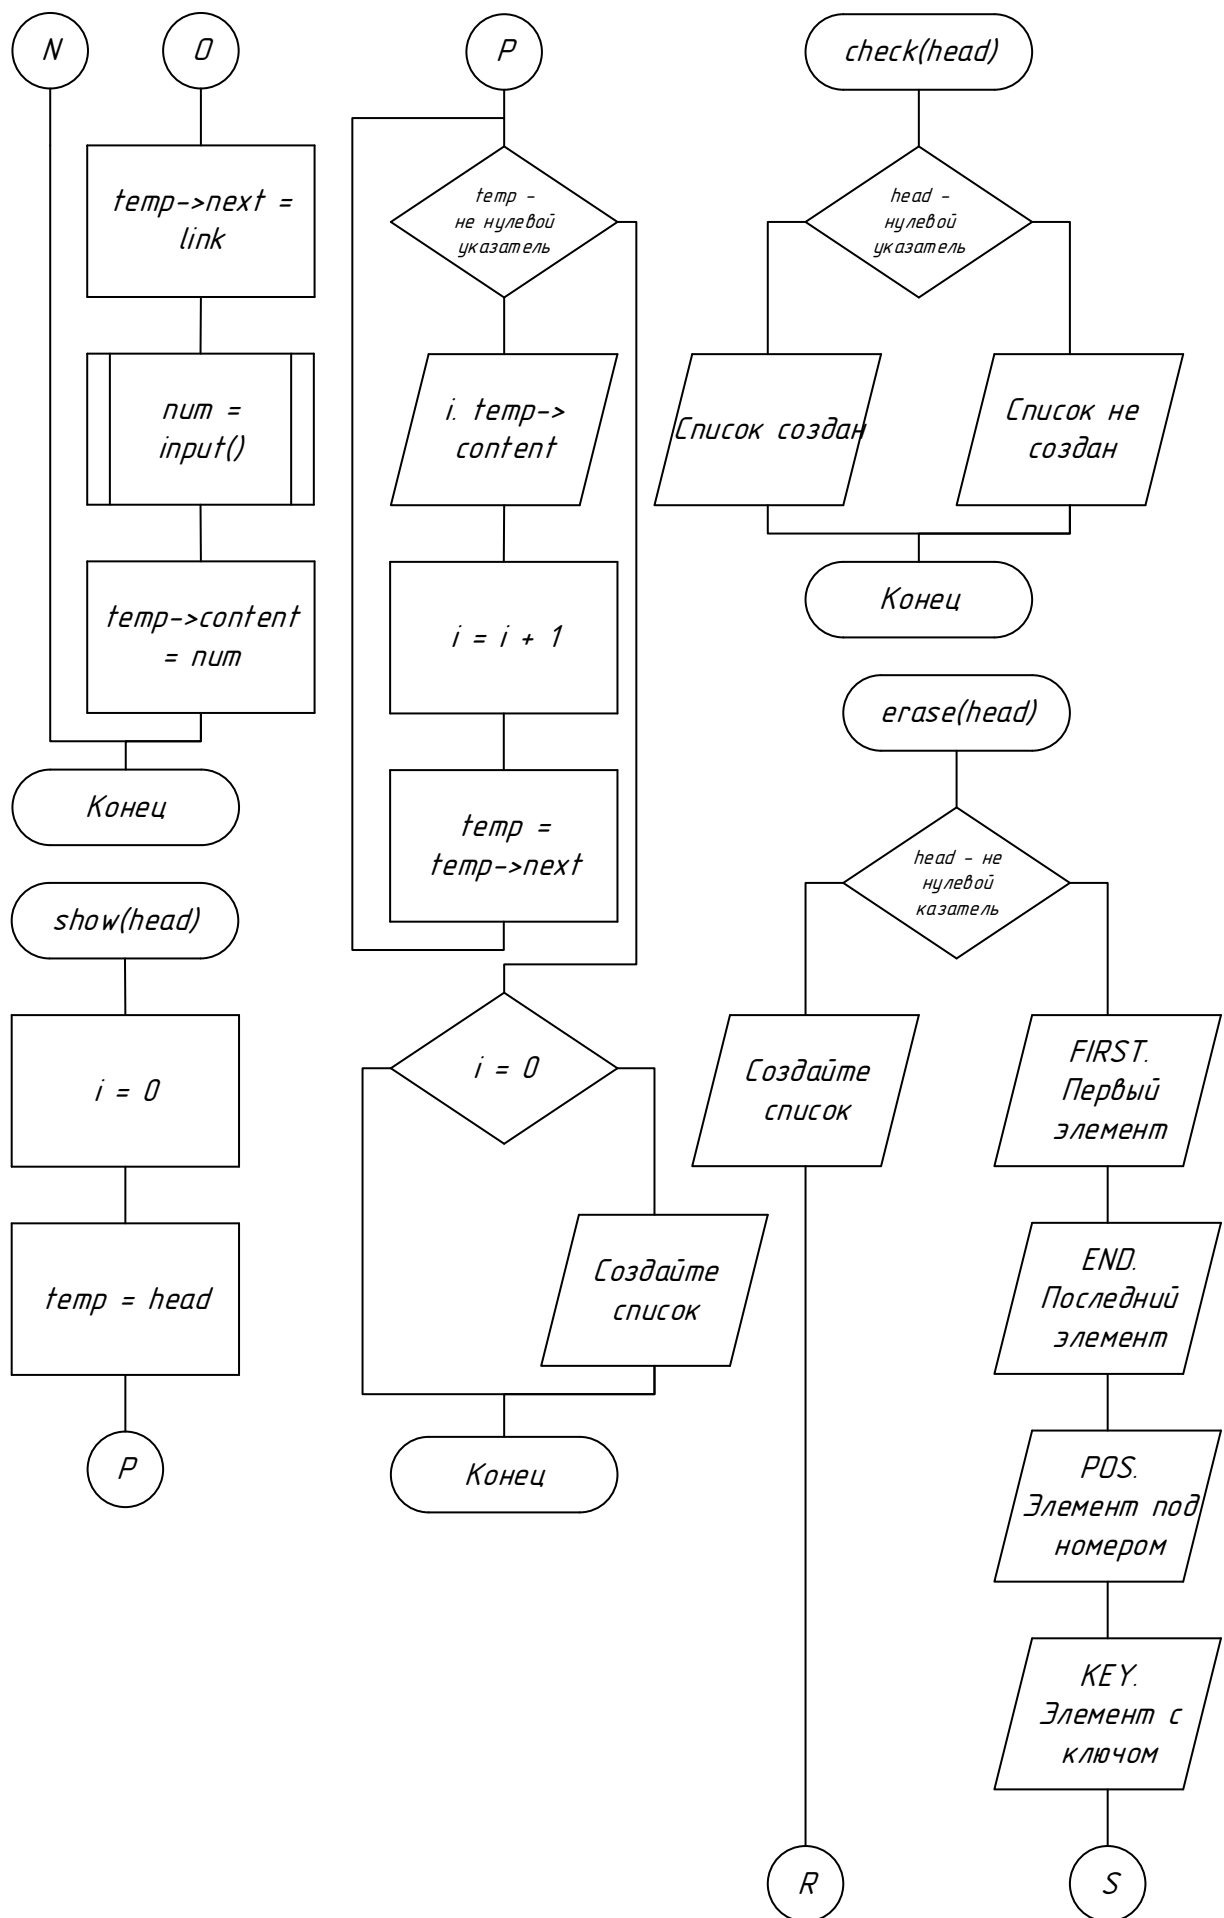 N
O
temp->next =
link
num =
input()
temp->content
= num
Конец
show(head)
i = 0
temp = head
P
P
temp -
не нулевой
указатель
i. temp->
content
i = i + 1
temp =
temp->next
i = 0
Создайте
список
Конец
check(head)
head -
нулевой
указатель
Список создан
Список не
создан
Конец
erase(head)
head - не
нулевой
казатель
Создайте
список
R
FIRST.
Первый
элемент
END.
Последний
элемент
POS.
Элемент под
номером
KEY.
Элемент с
ключом
S